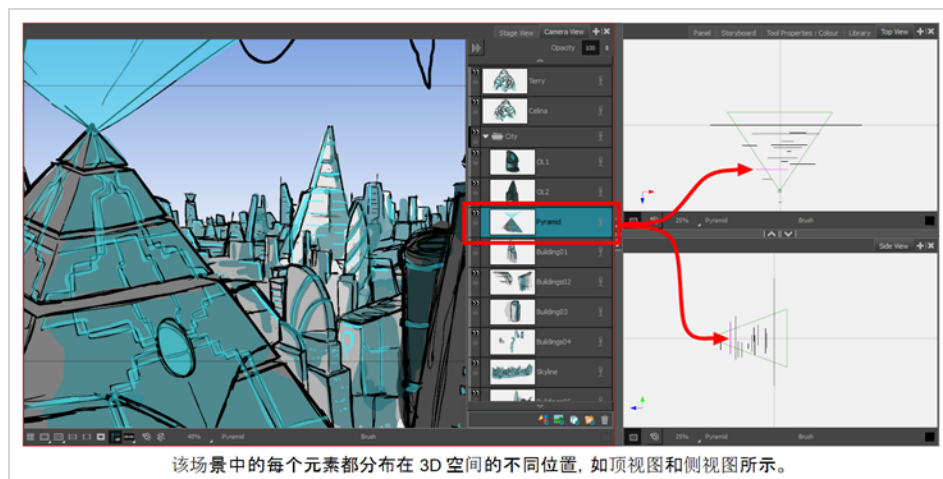 Stage View
Camera View
Opacity 100
Terry
Celina
City
OL1
OL2
Pyramid
Building01
Buildings02
Building03
Buildings04
Skyline
40%
Pyramid
Brush
Panel
Storyboard
Tool Properties : Colour
Library
Top View
25%
Pyramid
Brush
Side View
25%
Pyramid
Brush
该场景中的每个元素都分布在 3D 空间的不同位置, 如顶视图和侧视图所示。